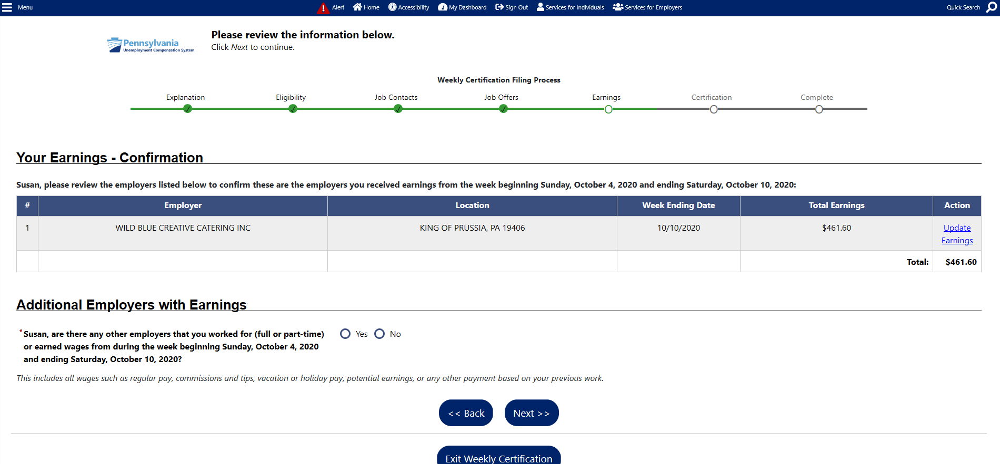 Menu
Alert Home Accessibility My Dashboard Sign Out Services for Individuals Services for Employers
Quick Search
Pennsylvania
Unemployment Compensation System
Please review the information below.
Click Next to continue.
Weekly Certification Filing Process
Explanation Eligibility Job Contacts Job Offers Earnings Certification Complete
Your Earnings - Confirmation
Susan, please review the employers listed below to confirm these are the employers you received earnings from the week beginning Sunday, October 4, 2020 and ending Saturday, October 10, 2020:
# Employer Location Week Ending Date Total Earnings Action
1 WILD BLUE CREATIVE CATERING INC KING OF PRUSSIA, PA 19406 10/10/2020 $461.60 Update
Earnings
Total: $461.60
Additional Employers with Earnings
*Susan, are there any other employers that you worked for (full or part-time) Yes No
or earned wages from during the week beginning Sunday, October 4, 2020
and ending Saturday, October 10, 2020?
This includes all wages such as regular pay, commissions and tips, vacation or holiday pay, potential earnings, or any other payment based on your previous work.
<< Back Next >>
Exit Weekly Certification